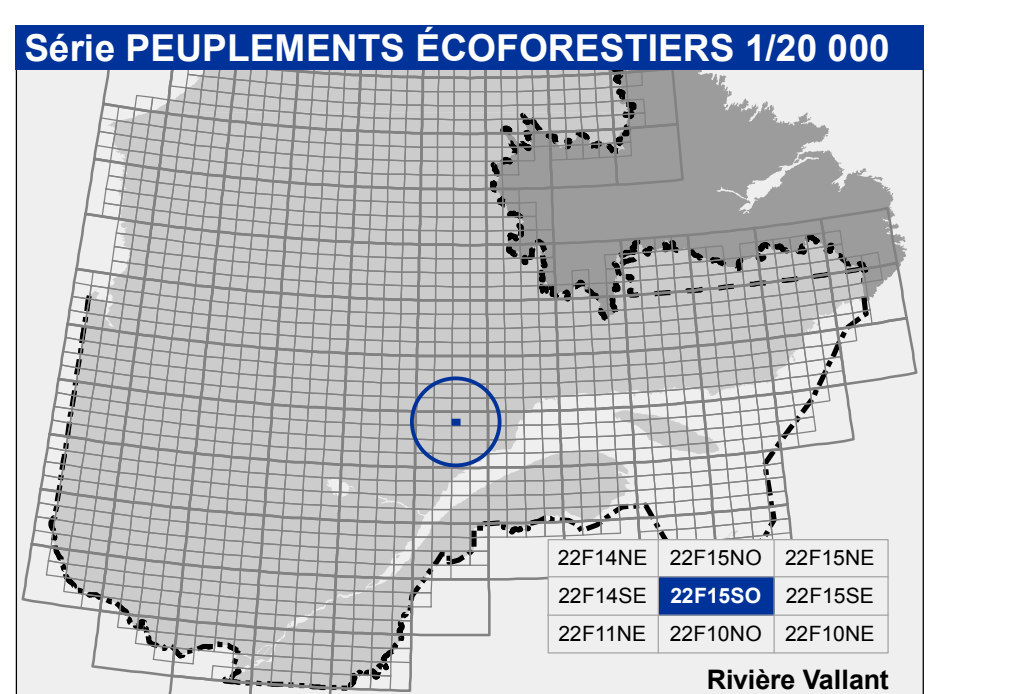 Série PEUPLEMENTS ÉCOFORESTIERS 1/20 000
22F14NE 22F15NO 22F15NE
22F14SE 22F15SO 22F15SE
22F11NE 22F10NO 22F10NE
Rivière Vallant